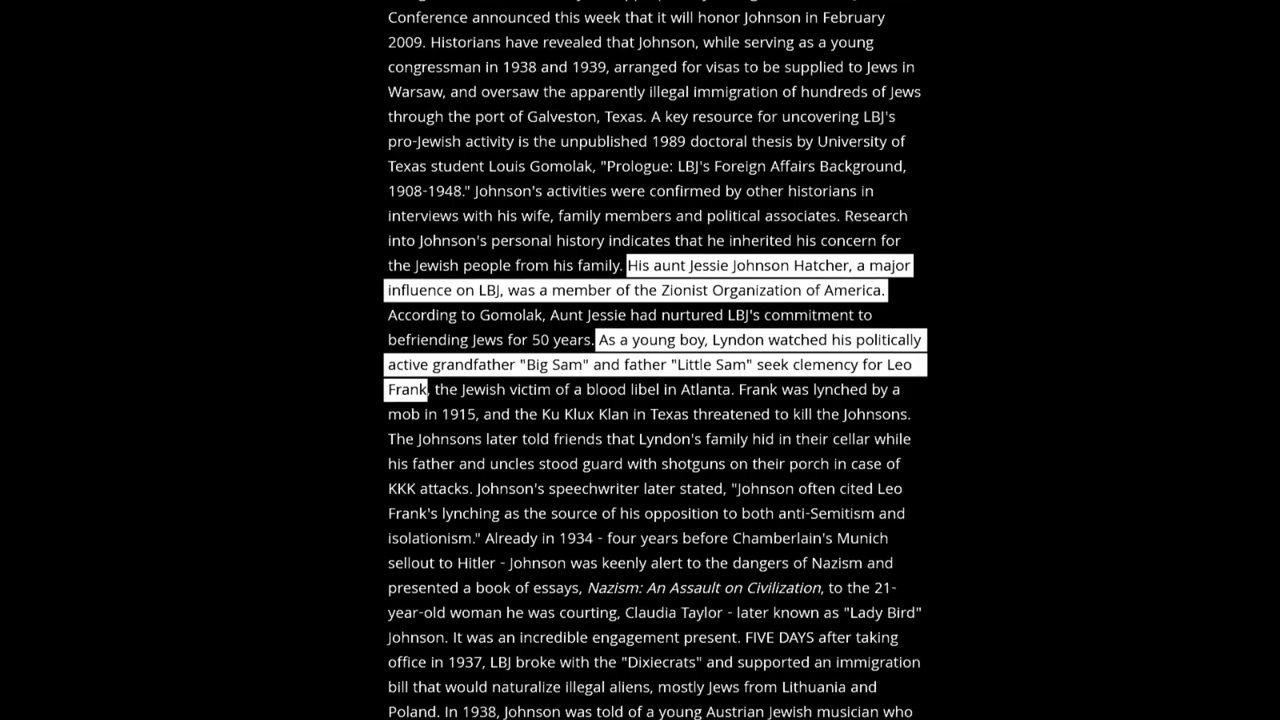 Conference announced this week that it will honor Johnson in February
2009. Historians have revealed that Johnson, while serving as a young
congressman in 1938 and 1939, arranged for visas to be supplied to Jews in
Warsaw, and oversaw the apparently illegal immigration of hundreds of Jews
through the port of Galveston, Texas. A key resource for uncovering LBJ's
pro-Jewish activity is the unpublished 1989 doctoral thesis by University of
Texas student Louis Gomolak, "Prologue: LBJ's Foreign Affairs Background,
1908-1948." Johnson's activities were confirmed by other historians in
interviews with his wife, family members and political associates. Research
into Johnson's personal history indicates that he inherited his concern for
the Jewish people from his family. His aunt Jessie Johnson Hatcher, a major
influence on LBJ, was a member of the Zionist Organization of America.
According to Gomolak, Aunt Jessie had nurtured LBJ's commitment to
befriending Jews for 50 years. As a young boy, Lyndon watched his politically
active grandfather "Big Sam" and father "Little Sam" seek clemency for Leo
Frank, the Jewish victim of a blood libel in Atlanta. Frank was lynched by a
mob in 1915, and the Ku Klux Klan in Texas threatened to kill the Johnsons.
The Johnsons later told friends that Lyndon's family hid in their cellar while
his father and uncles stood guard with shotguns on their porch in case of
KKK attacks. Johnson's speechwriter later stated, "Johnson often cited Leo
Frank's lynching as the source of his opposition to both anti-Semitism and
isolationism." Already in 1934 - four years before Chamberlain's Munich
sellout to Hitler - Johnson was keenly alert to the dangers of Nazism and
presented a book of essays, Nazism: An Assault on Civilization, to the 21-
year-old woman he was courting, Claudia Taylor - later known as "Lady Bird"
Johnson. It was an incredible engagement present. FIVE DAYS after taking
office in 1937, LBJ broke with the "Dixiecrats" and supported an immigration
bill that would naturalize illegal aliens, mostly Jews from Lithuania and
Poland. In 1938, Johnson was told of a young Austrian Jewish musician who